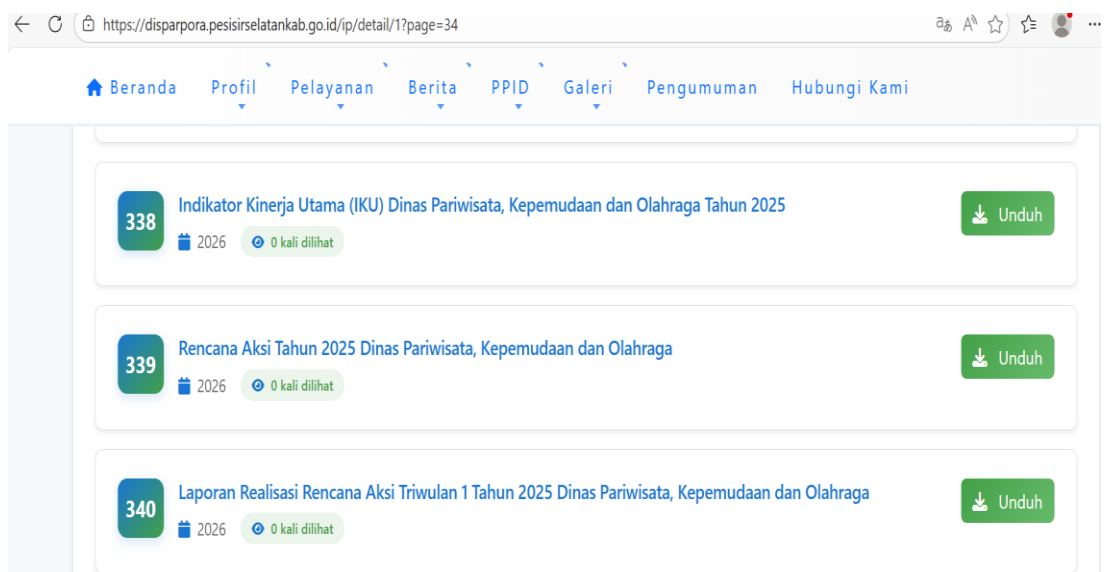 https://disparpora.pesisirselatankab.go.id/ip/detail/1?page=34
Beranda Profil Pelayanan Berita PPID Galeri Pengumuman Hubungi Kami
338
Indikator Kinerja Utama (IKU) Dinas Pariwisata, Kepemudaan dan Olahraga Tahun 2025
2026 0 kali dilihat
Unduh
339
Rencana Aksi Tahun 2025 Dinas Pariwisata, Kepemudaan dan Olahraga
2026 0 kali dilihat
Unduh
340
Laporan Realisasi Rencana Aksi Triwulan 1 Tahun 2025 Dinas Pariwisata, Kepemudaan dan Olahraga
2026 0 kali dilihat
Unduh